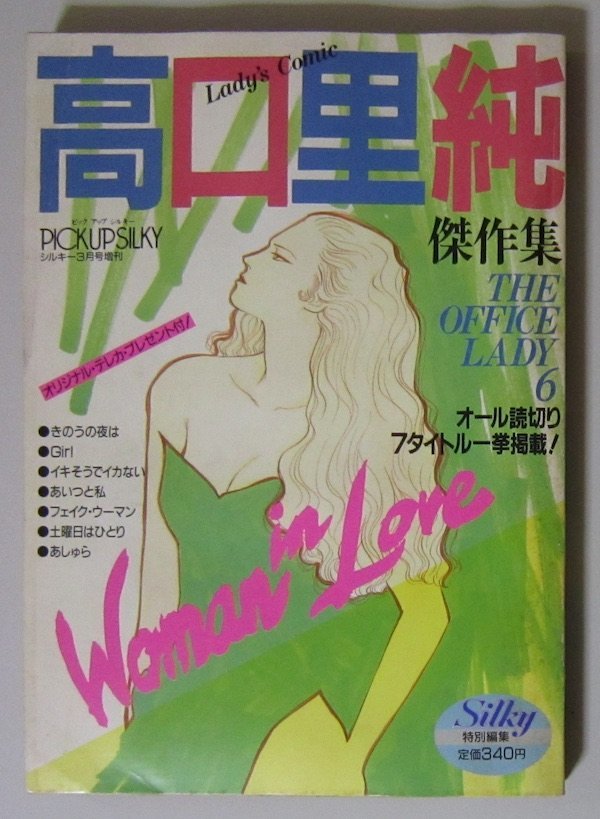 Lady's Comic
高口里純
ピックアップ シルキー
PICKUP SILKY
シルキー3月号増刊
傑作集
THE
OFFICE
LADY
6
オリジナル・テレカ・プレゼント付!
オール読切り
7タイトル一挙掲載!
●きのうの夜は
●Girl
●イキそうでイカない
●あいつと私
●フェイク・ウーマン
●土曜日はひとり
●あしゅら
Woman in Love
Silky
特別編集
定価340円